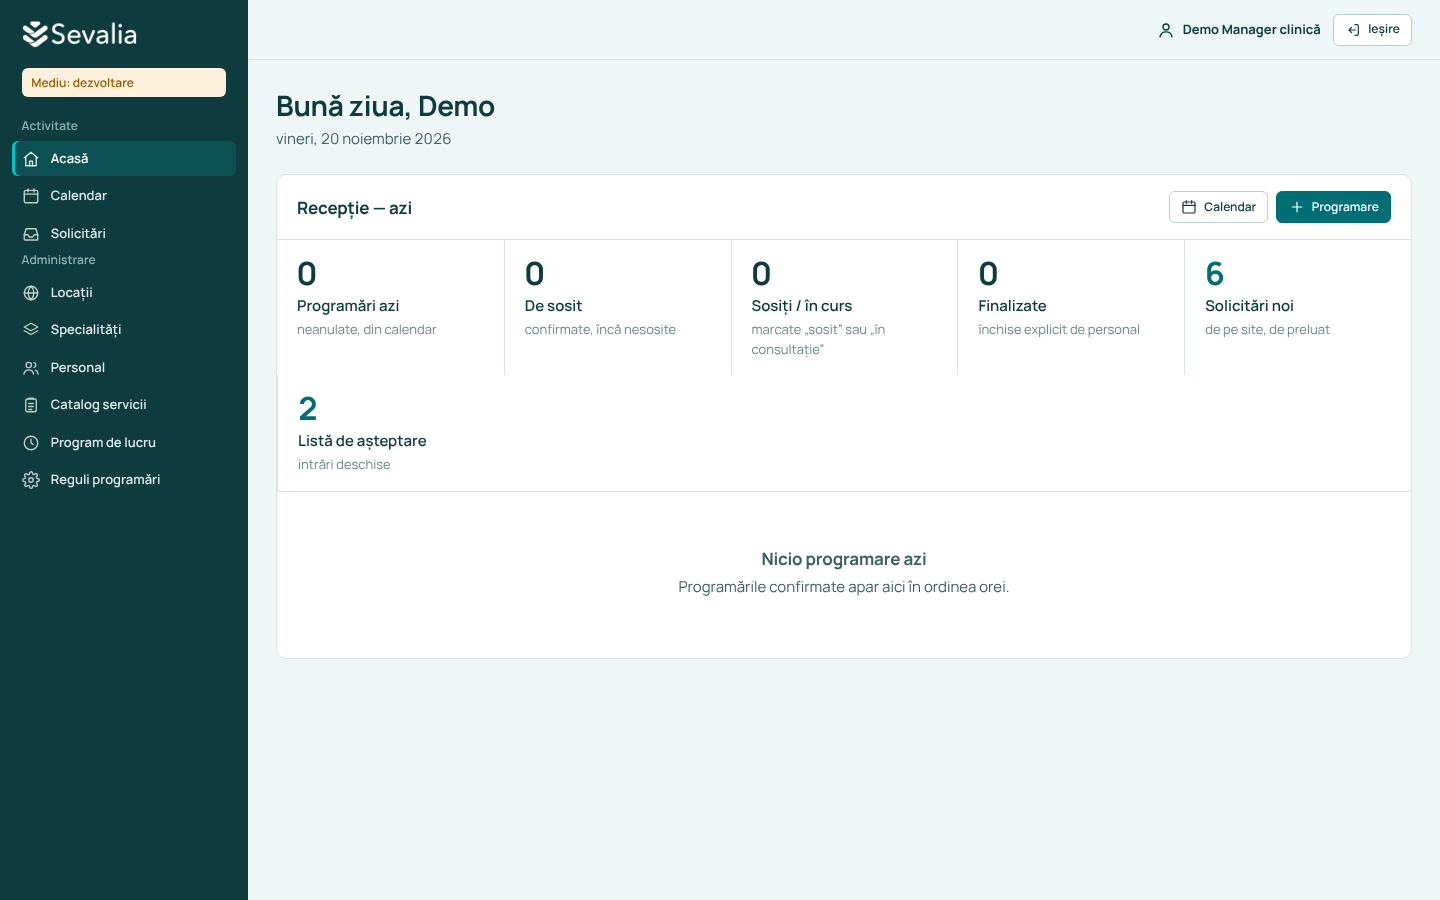 Sevalia
Mediu: dezvoltare
Activitate
Acasă
Calendar
Solicitări
Administrare
Locații
Specialități
Personal
Catalog servicii
Program de lucru
Reguli programări
Demo Manager clinică
Ieșire
Bună ziua, Demo
vineri, 20 noiembrie 2026
Recepție — azi
Calendar
Programare
0
Programări azi
neanulate, din calendar
0
De sosit
confirmate, încă nesosite
0
Sosiți / în curs
marcate „sosit” sau „în
consultație”
0
Finalizate
închise explicit de personal
6
Solicitări noi
de pe site, de preluat
2
Listă de așteptare
intrări deschise
Nicio programare azi
Programările confirmate apar aici în ordinea orei.